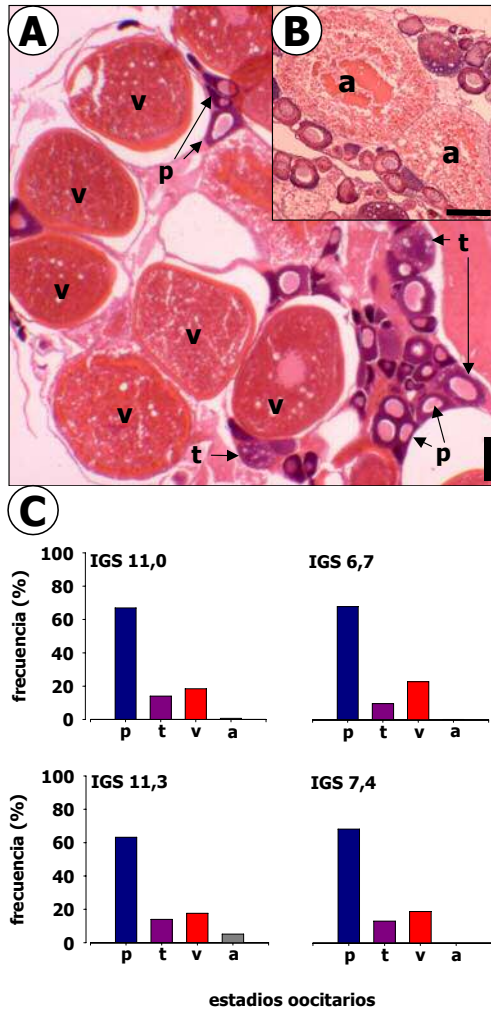 A
B
v
p
a
a
v
t
v
v
v
v
t
p
C
frecuencia (%)
100
80
60
40
20
0
IGS 11,0
p t v a
IGS 6,7
p t v a
frecuencia (%)
100
80
60
40
20
0
IGS 11,3
p t v a
IGS 7,4
p t v a
estadios oocitarios